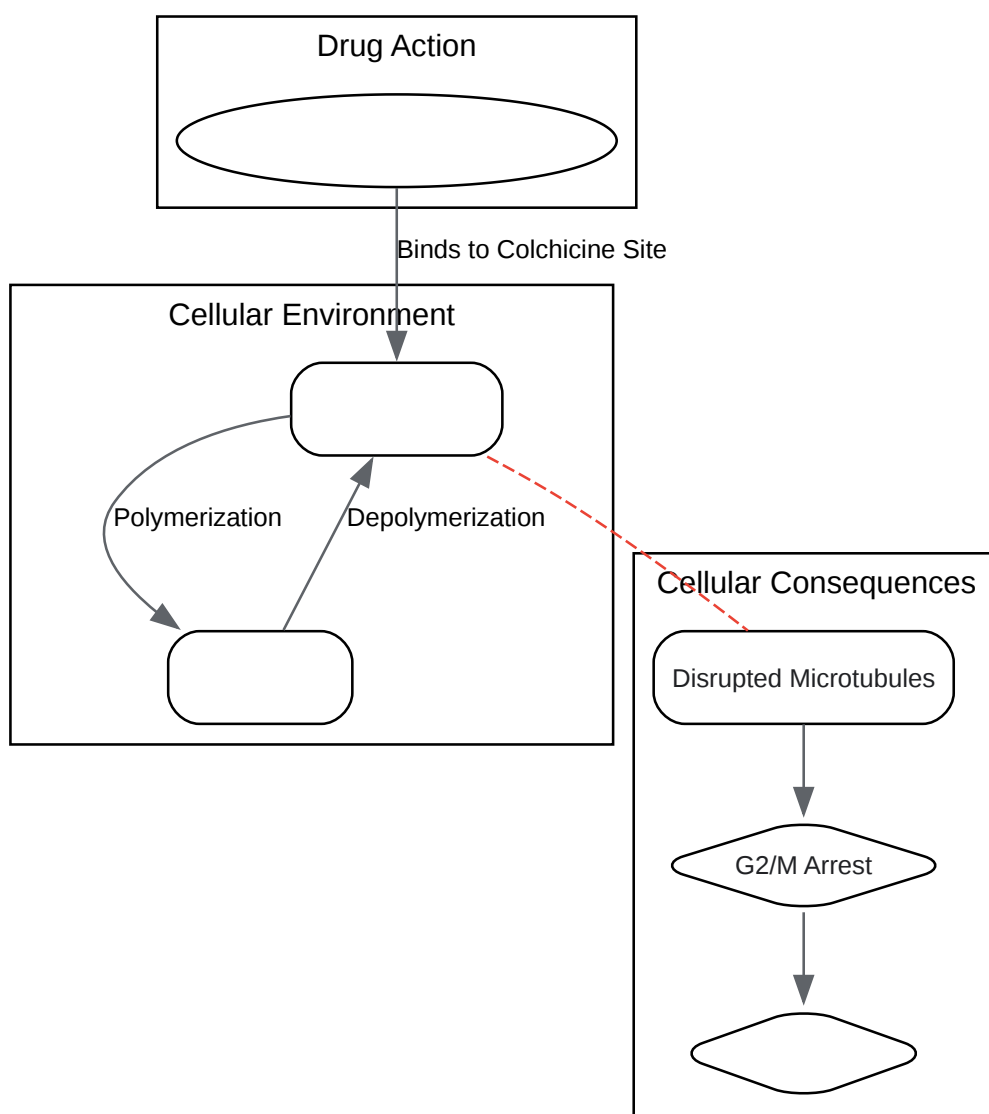 Drug Action
Binds to Colchicine Site
Cellular Environment
Polymerization
Depolymerization
Cellular Consequences
Disrupted Microtubules
G2/M Arrest